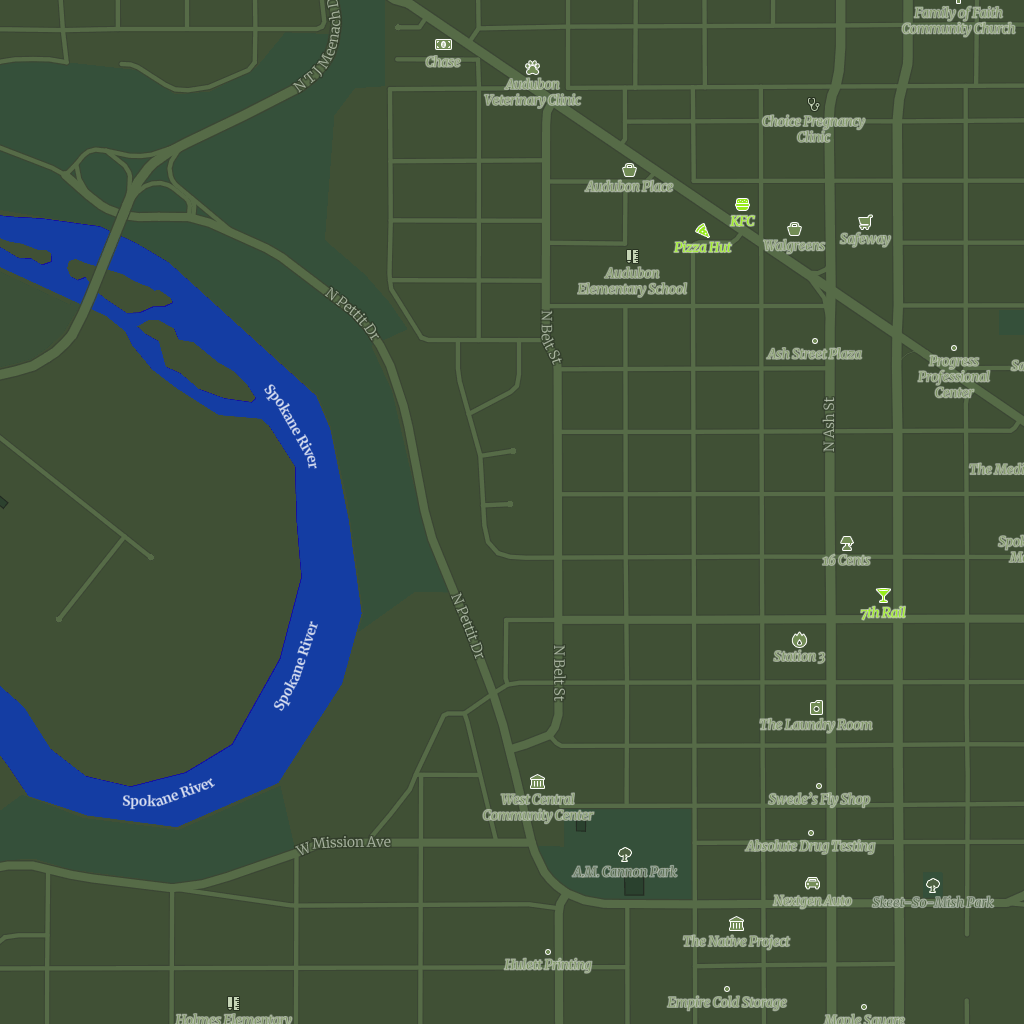 Family of Faith
Community Church
N T J Meenach D
Chase
Audubon
Veterinary Clinic
Choice Pregnancy
Clinic
Audubon Place
KFC
Pizza Hut
Walgreens
Safeway
Audubon
Elementary School
N Pettit Dr
N Belt St
Ash Street Plaza
Progress
Professional
Center
Spokane River
N Ash St
The Medi
16 Cents
Spok
7th Rail
N Pettit Dr
Station 3
Spokane River
N Belt St
The Laundry Room
Spokane River
West Central
Community Center
Swede's Fly Shop
W Mission Ave
Absolute Drug Testing
A.M. Cannon Park
Nextgen Auto
Skeet-So-Mish Park
The Native Project
Hulett Printing
Empire Cold Storage
Holmes Elementary
Maple Square